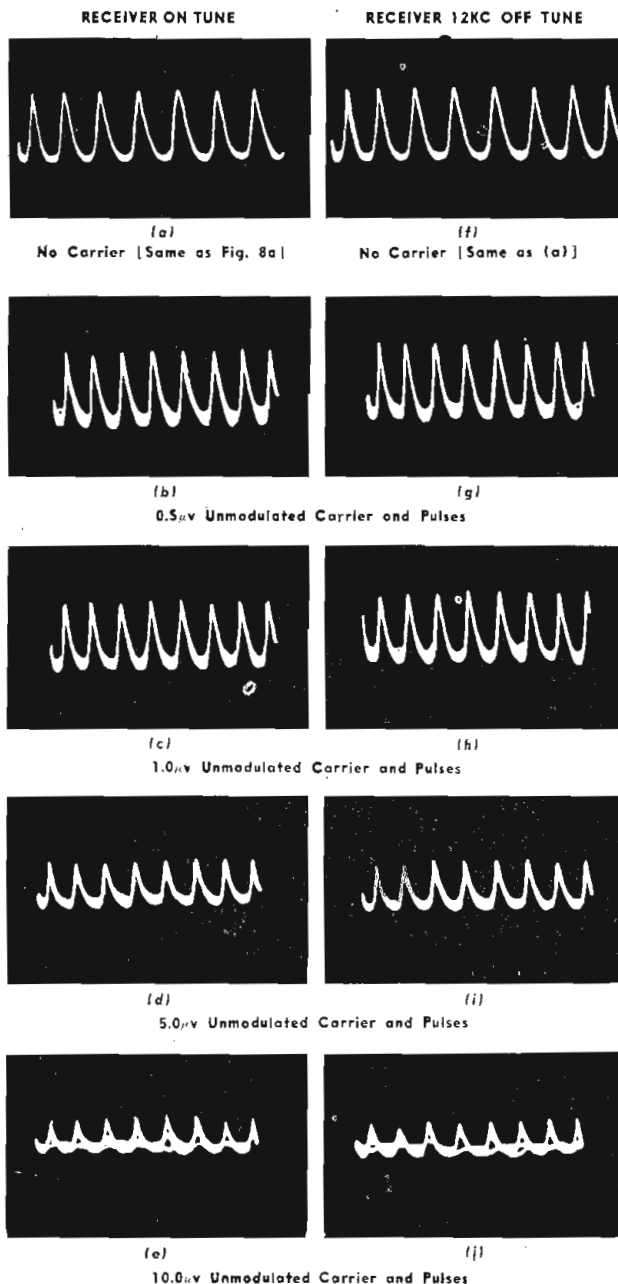 RECEIVER ON TUNE
RECEIVER 12KC OFF TUNE
(a)
(f)
No Carrier [Same as Fig. 8a]
No Carrier [Same as (a)]
(b)
(g)
0.5μv Unmodulated Carrier and Pulses
(c)
(h)
1.0μv Unmodulated Carrier and Pulses
(d)
(i)
5.0μv Unmodulated Carrier and Pulses
(e)
(j)
10.0μv Unmodulated Carrier and Pulses